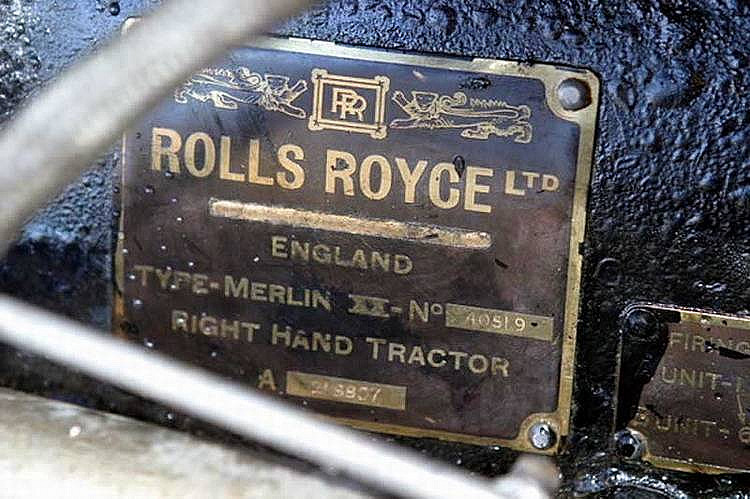 RR
ROLLS ROYCE LTD
ENGLAND
TYPE-MERLIN XX-Nº 40519
RIGHT HAND TRACTOR
A
FIRING
UNIT-
UNIT-